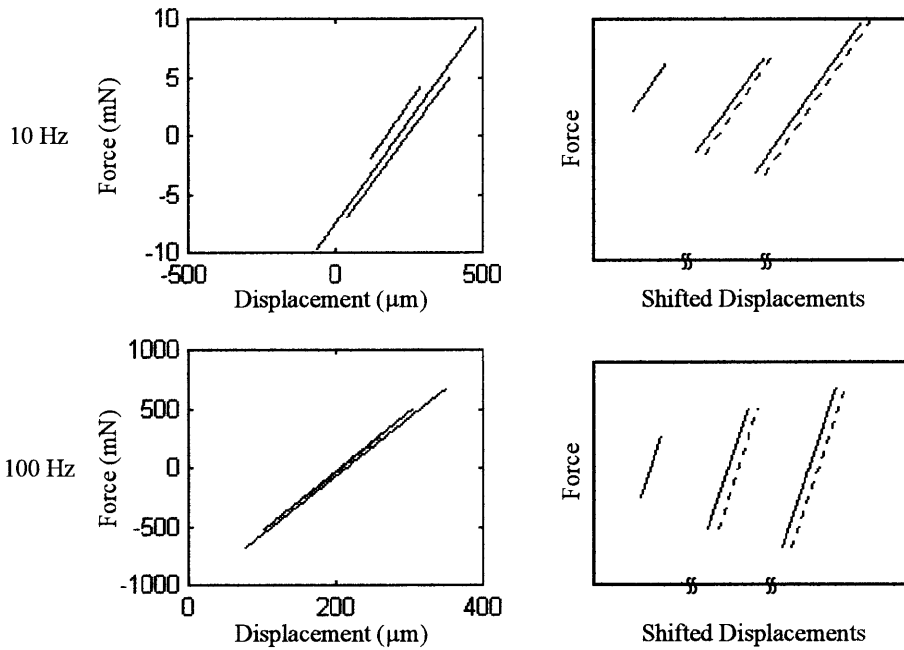 10 Hz
Force (mN)
10
5
0
-5
-10
-500
0
500
Displacement (μm)
Force
Shifted Displacements
100 Hz
Force (mN)
1000
500
0
-500
-1000
0
200
400
Displacement (μm)
Force
Shifted Displacements